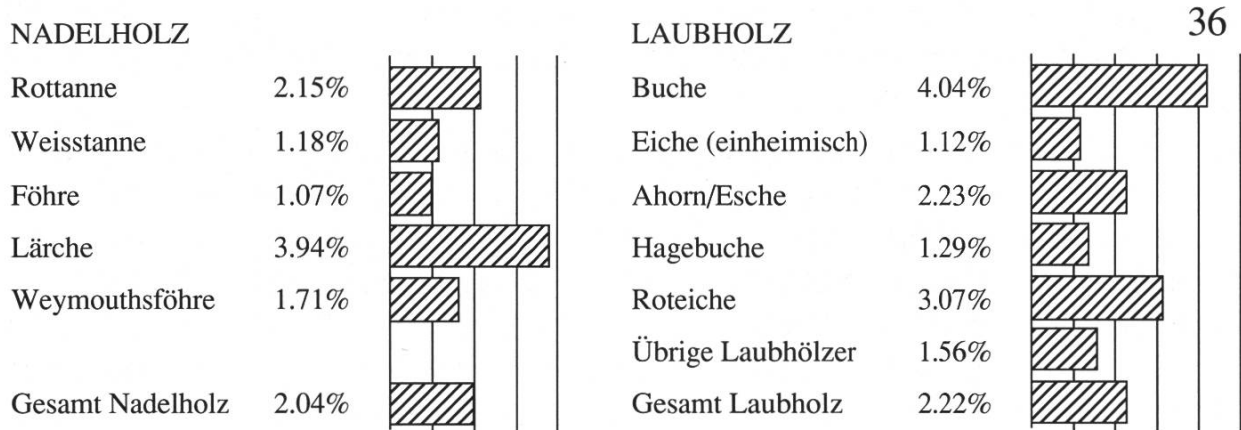 36
NADELHOLZ
Rottanne 2.15%
Weisstanne 1.18%
Föhre 1.07%
Lärche 3.94%
Weymouthsföhre 1.71%
Gesamt Nadelholz 2.04%
LAUBHOLZ
Buche 4.04%
Eiche (einheimisch) 1.12%
Ahorn/Esche 2.23%
Hagebuche 1.29%
Roteiche 3.07%
Übrige Laubhölzer 1.56%
Gesamt Laubholz 2.22%